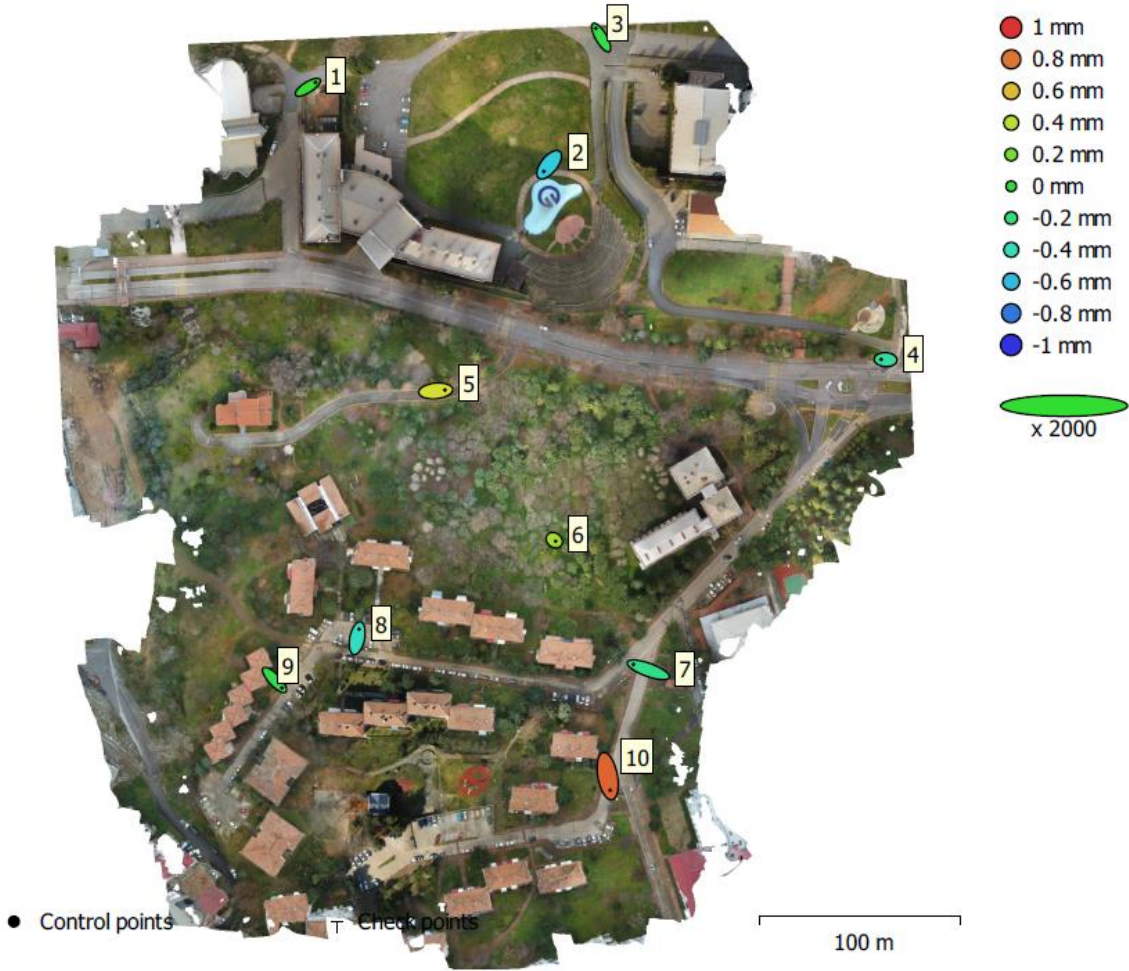 3
1
2
4
5
6
8
9
7
10
1 mm
0.8 mm
0.6 mm
0.4 mm
0.2 mm
0 mm
-0.2 mm
-0.4 mm
-0.6 mm
-0.8 mm
-1 mm
x 2000
Control points
Check points
100 m